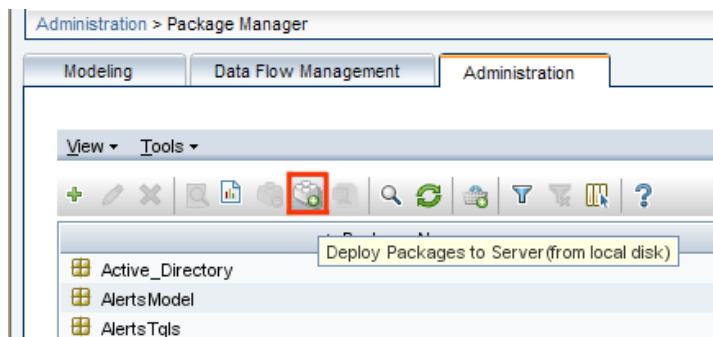 Administration > Package Manager
Modeling
Data Flow Management
Administration
View
Tools
?
Deploy Packages to Server(from local disk)
Active_Directory
AlertsModel
AlertsTqls